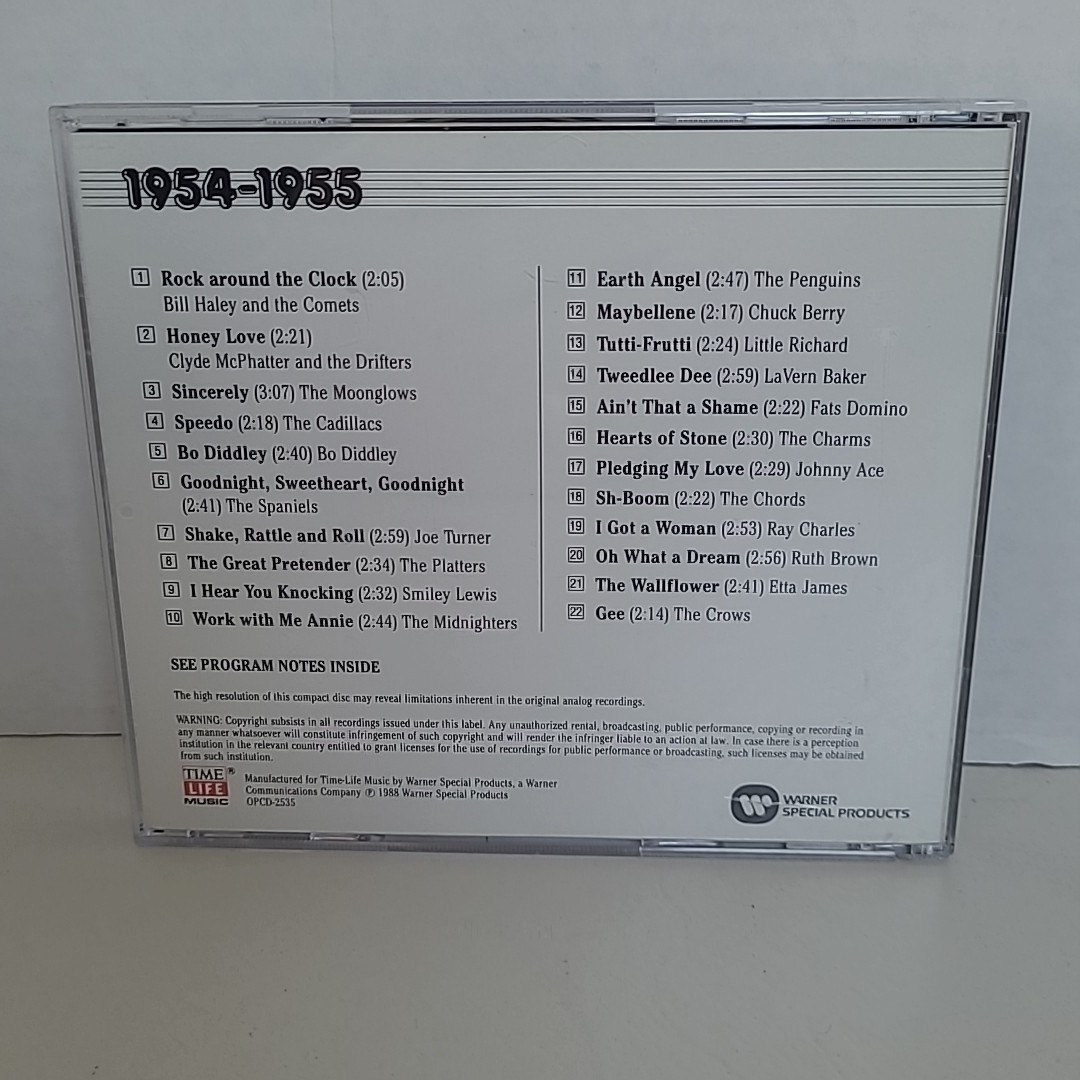 1954-1955
1 Rock around the Clock (2:05)
Bill Haley and the Comets
2 Honey Love (2:21)
Clyde McPhatter and the Drifters
3 Sincerely (3:07) The Moonglows
4 Speedo (2:18) The Cadillacs
5 Bo Diddley (2:40) Bo Diddley
6 Goodnight, Sweetheart, Goodnight
(2:41) The Spaniels
7 Shake, Rattle and Roll (2:59) Joe Turner
8 The Great Pretender (2:34) The Platters
9 I Hear You Knocking (2:32) Smiley Lewis
10 Work with Me Annie (2:44) The Midnighters
11 Earth Angel (2:47) The Penguins
12 Maybellene (2:17) Chuck Berry
13 Tutti-Frutti (2:24) Little Richard
14 Tweedlee Dee (2:59) LaVern Baker
15 Ain't That a Shame (2:22) Fats Domino
16 Hearts of Stone (2:30) The Charms
17 Pledging My Love (2:29) Johnny Ace
18 Sh-Boom (2:22) The Chords
19 I Got a Woman (2:53) Ray Charles
20 Oh What a Dream (2:56) Ruth Brown
21 The Wallflower (2:41) Etta James
22 Gee (2:14) The Crows
SEE PROGRAM NOTES INSIDE
The high resolution of this compact disc may reveal limitations inherent in the original analog recordings.
WARNING: Copyright subsists in all recordings issued under this label. Any unauthorized rental, broadcasting, public performance, copying or recording in
any manner whatsoever will constitute infringement of such copyright and will render the infringer liable to an action at law. In case there is a perception
institution in the relevant country entitled to grant licenses for the use of recordings for public performance or broadcasting, such licenses may be obtained
from such institution.
TIME ®
LIFE
MUSIC
Manufactured for Time-Life Music by Warner Special Products, a Warner
Communications Company ℗ 1988 Warner Special Products
OPCD-2535
WARNER
SPECIAL PRODUCTS